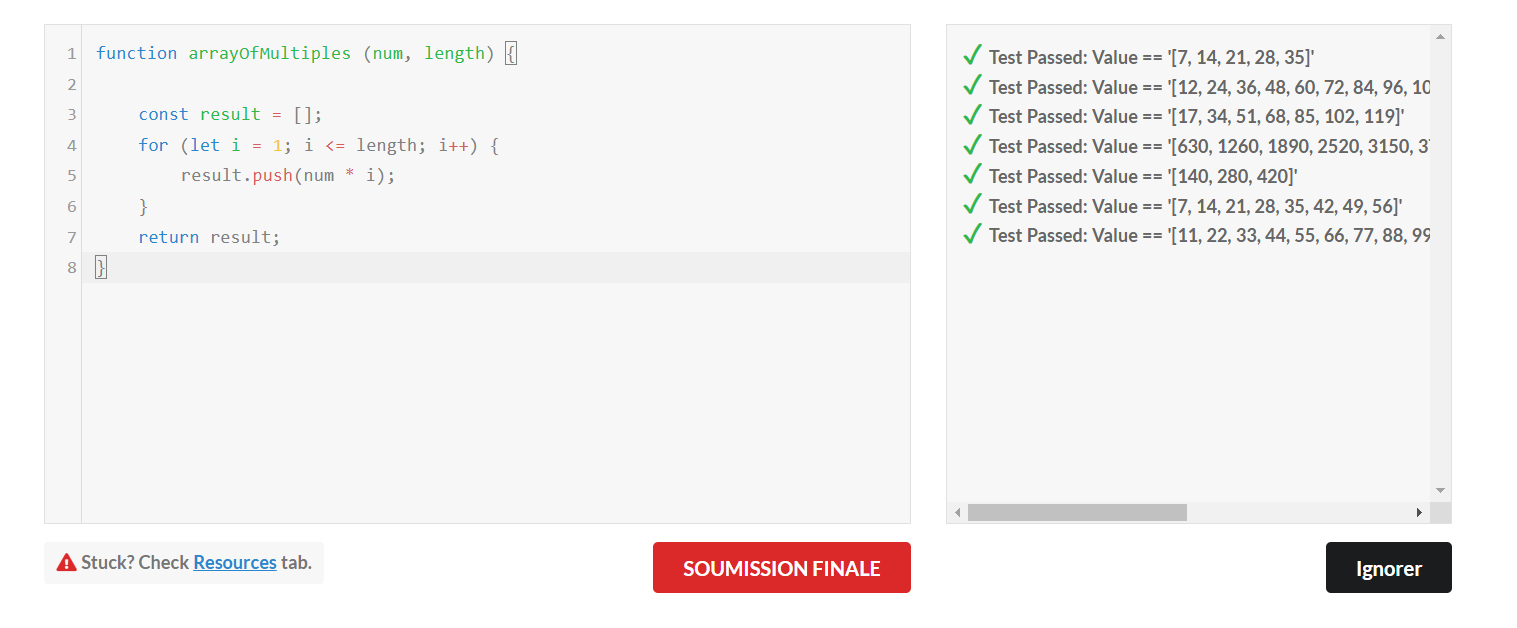 1 function arrayOfMultiples (num, length) {
2
3 const result = [];
4 for (let i = 1; i <= length; i++) {
5 result.push(num * i);
6 }
7 return result;
8 }
Test Passed: Value == '[7, 14, 21, 28, 35]'
Test Passed: Value == '[12, 24, 36, 48, 60, 72, 84, 96, 10
Test Passed: Value == '[17, 34, 51, 68, 85, 102, 119]'
Test Passed: Value == '[630, 1260, 1890, 2520, 3150, 3
Test Passed: Value == '[140, 280, 420]'
Test Passed: Value == '[7, 14, 21, 28, 35, 42, 49, 56]'
Test Passed: Value == '[11, 22, 33, 44, 55, 66, 77, 88, 99
Stuck? Check Resources tab.
SOUMISSION FINALE
Ignorer